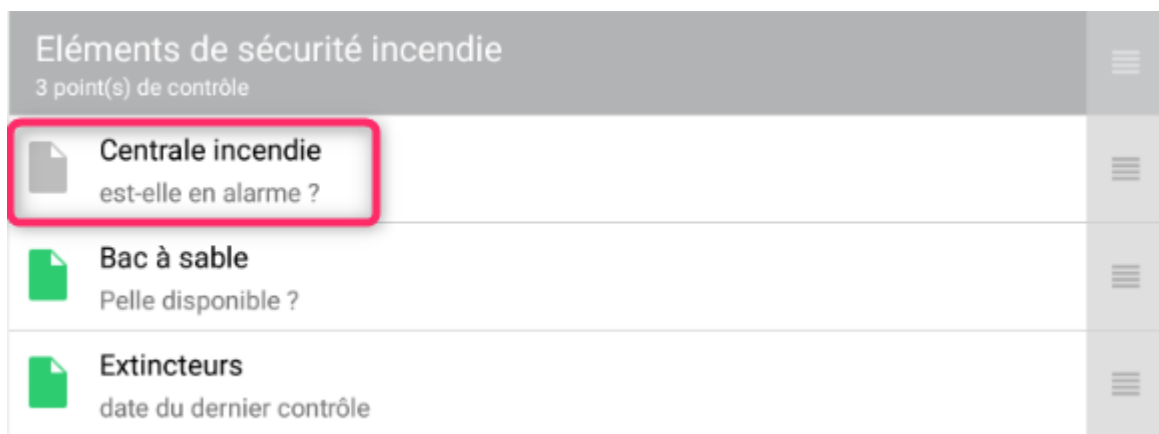 Eléments de sécurité incendie
3 point(s) de contrôle
Centrale incendie
est-elle en alarme ?
Bac à sable
Pelle disponible ?
Extincteurs
date du dernier contrôle